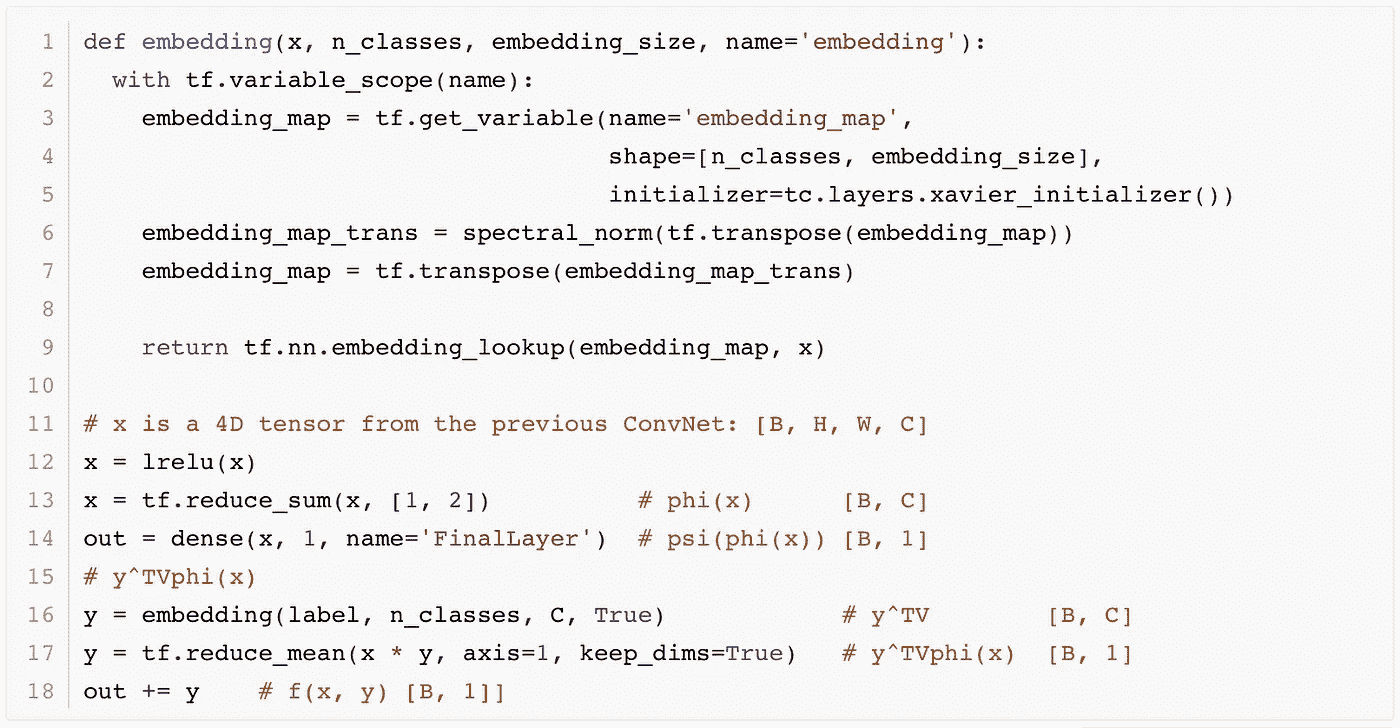 1 def embedding(x, n_classes, embedding_size, name='embedding'):
2   with tf.variable_scope(name):
3     embedding_map = tf.get_variable(name='embedding_map',
4                                     shape=[n_classes, embedding_size],
5                                     initializer=tc.layers.xavier_initializer())
6     embedding_map_trans = spectral_norm(tf.transpose(embedding_map))
7     embedding_map = tf.transpose(embedding_map_trans)
8
9     return tf.nn.embedding_lookup(embedding_map, x)
10
11 # x is a 4D tensor from the previous ConvNet: [B, H, W, C]
12 x = lrelu(x)
13 x = tf.reduce_sum(x, [1, 2])          # phi(x)      [B, C]
14 out = dense(x, 1, name='FinalLayer')  # psi(phi(x)) [B, 1]
15 # y^TVphi(x)
16 y = embedding(label, n_classes, C, True)            # y^TV        [B, C]
17 y = tf.reduce_mean(x * y, axis=1, keep_dims=True)   # y^TVphi(x)  [B, 1]
18 out += y    # f(x, y) [B, 1]]